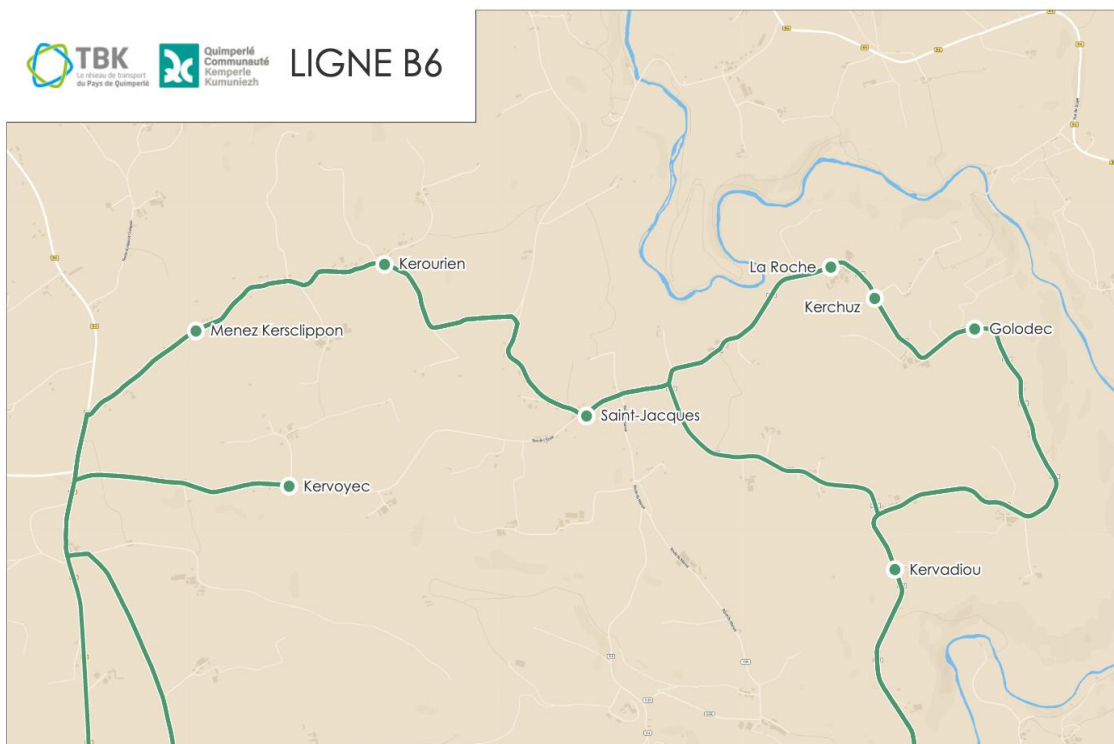 TBK
Le réseau de transport
du Pays de Quimperlé
Quimperlé
Communauté
Kemperle
Kumuniezh
LIGNE B6
Kerourien
La Roche
Kerchuz
Menez Kersclippon
Golodec
Saint-Jacques
Kervoyec
Kervadiou